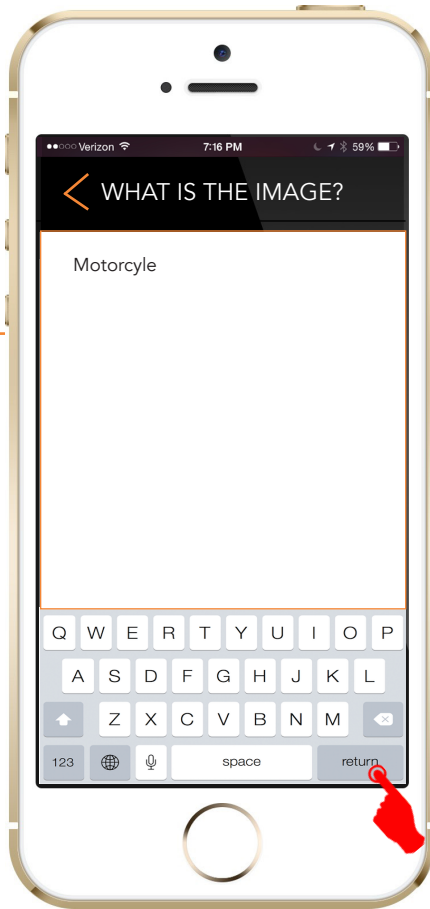 Verizon 7:16 PM 59%
WHAT IS THE IMAGE?
Motorcyle
Q W E R T Y U I O P
A S D F G H J K L
Z X C V B N M
123 space return